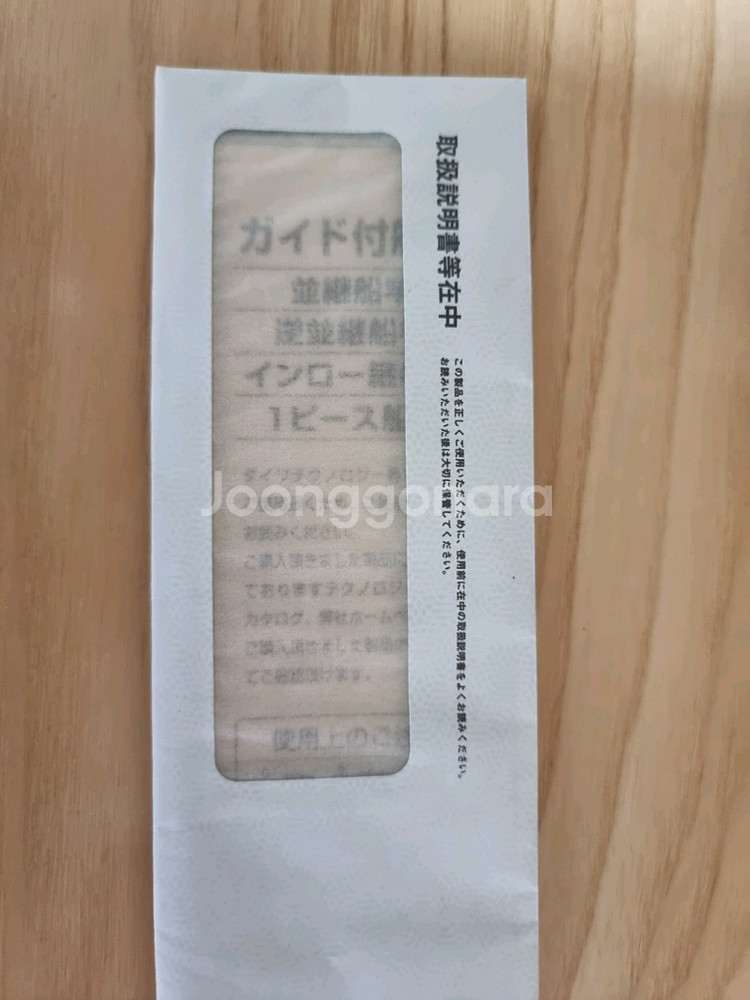 取扱説明書等在中
この製品を正しくご使用いただくために、使用前に在中の取扱説明書をよくお読みください。
お読みいただいた後は大切に保管してください。
ガイド付
並継船竿
逆並継船
インロー継
1ピース船
ダイワテクノロジー
お読みください。
ご購入頂きました製品に
ておりますテクノロジ
カタログ、弊社ホームペ
ご購入頂きました製品
てご確認頂けます。
使用上のご注
Joonggonara